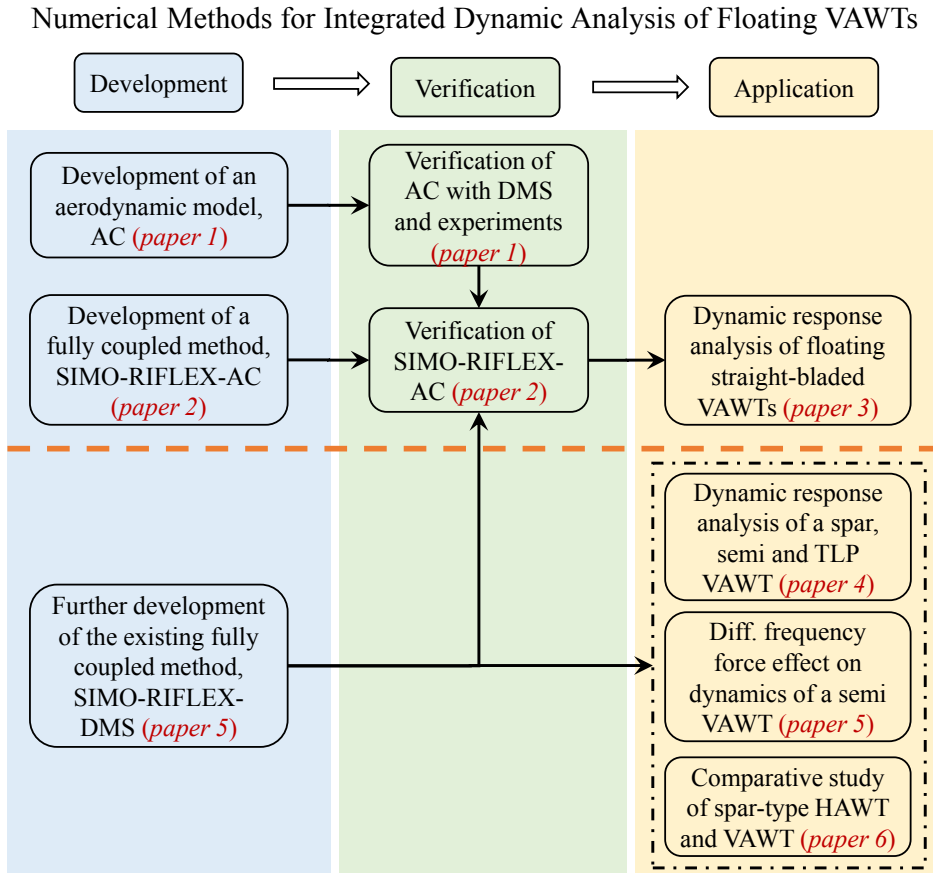 Numerical Methods for Integrated Dynamic Analysis of Floating VAWTs
Development
Verification
Application
Development of an
aerodynamic model,
AC (paper 1)
Verification of
AC with DMS
and experiments
(paper 1)
Development of a
fully coupled method,
SIMO-RIFLEX-AC
(paper 2)
Verification of
SIMO-RIFLEX-
AC (paper 2)
Dynamic response
analysis of floating
straight-bladed
VAWTs (paper 3)
Further development
of the existing fully
coupled method,
SIMO-RIFLEX-
DMS (paper 5)
Dynamic response
analysis of a spar,
semi and TLP
VAWT (paper 4)
Diff. frequency
force effect on
dynamics of a semi
VAWT (paper 5)
Comparative study
of spar-type HAWT
and VAWT (paper 6)